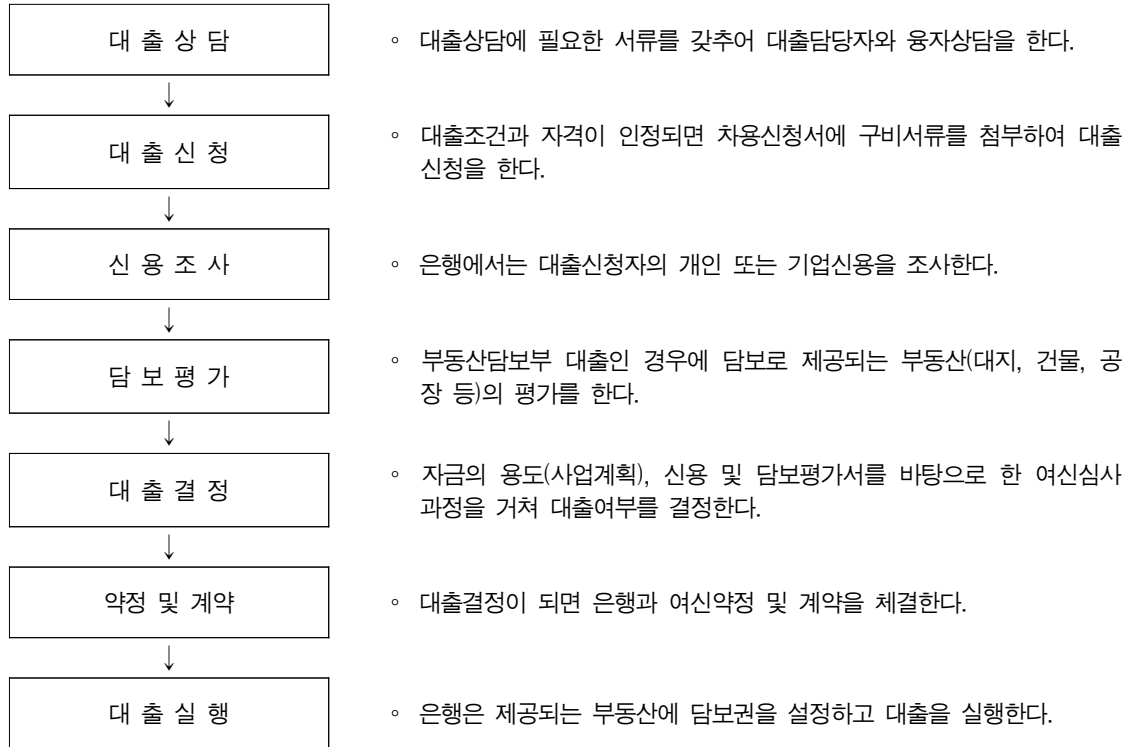 대 출 상 담
◦ 대출상담에 필요한 서류를 갖추어 대출담당자와 융자상담을 한다.
↓
대 출 신 청
◦ 대출조건과 자격이 인정되면 차용신청서에 구비서류를 첨부하여 대출
신청을 한다.
↓
신 용 조 사
◦ 은행에서는 대출신청자의 개인 또는 기업신용을 조사한다.
↓
담 보 평 가
◦ 부동산담보부 대출인 경우에 담보로 제공되는 부동산(대지, 건물, 공
장 등)의 평가를 한다.
↓
대 출 결 정
◦ 자금의 용도(사업계획), 신용 및 담보평가서를 바탕으로 한 여신심사
과정을 거쳐 대출여부를 결정한다.
↓
약정 및 계약
◦ 대출결정이 되면 은행과 여신약정 및 계약을 체결한다.
↓
대 출 실 행
◦ 은행은 제공되는 부동산에 담보권을 설정하고 대출을 실행한다.